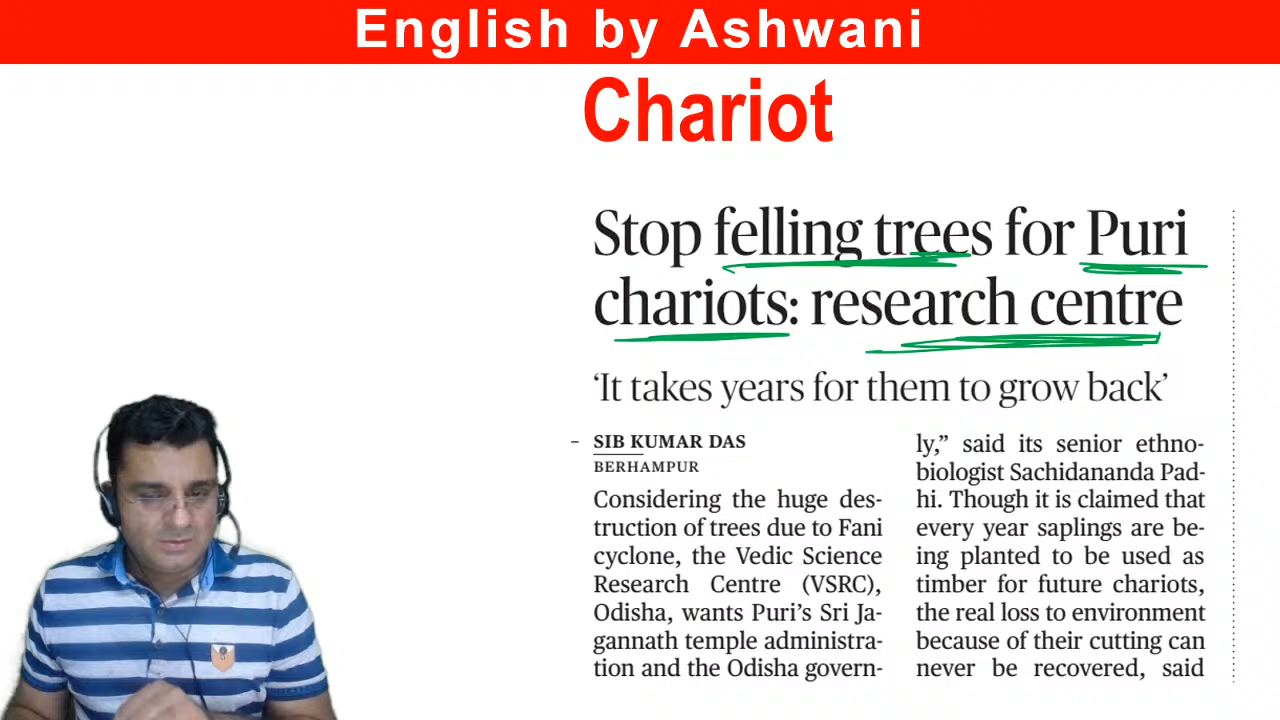 English by Ashwani
Chariot
Stop felling trees for Puri
chariots: research centre
‘It takes years for them to grow back’
SIB KUMAR DAS
BERHAMPUR
Considering the huge des-
truction of trees due to Fani
cyclone, the Vedic Science
Research Centre (VSRC),
Odisha, wants Puri’s Sri Ja-
gannath temple administra-
tion and the Odisha govern-
ly,” said its senior ethno-
biologist Sachidananda Pad-
hi. Though it is claimed that
every year saplings are be-
ing planted to be used as
timber for future chariots,
the real loss to environment
because of their cutting can
never be recovered, said